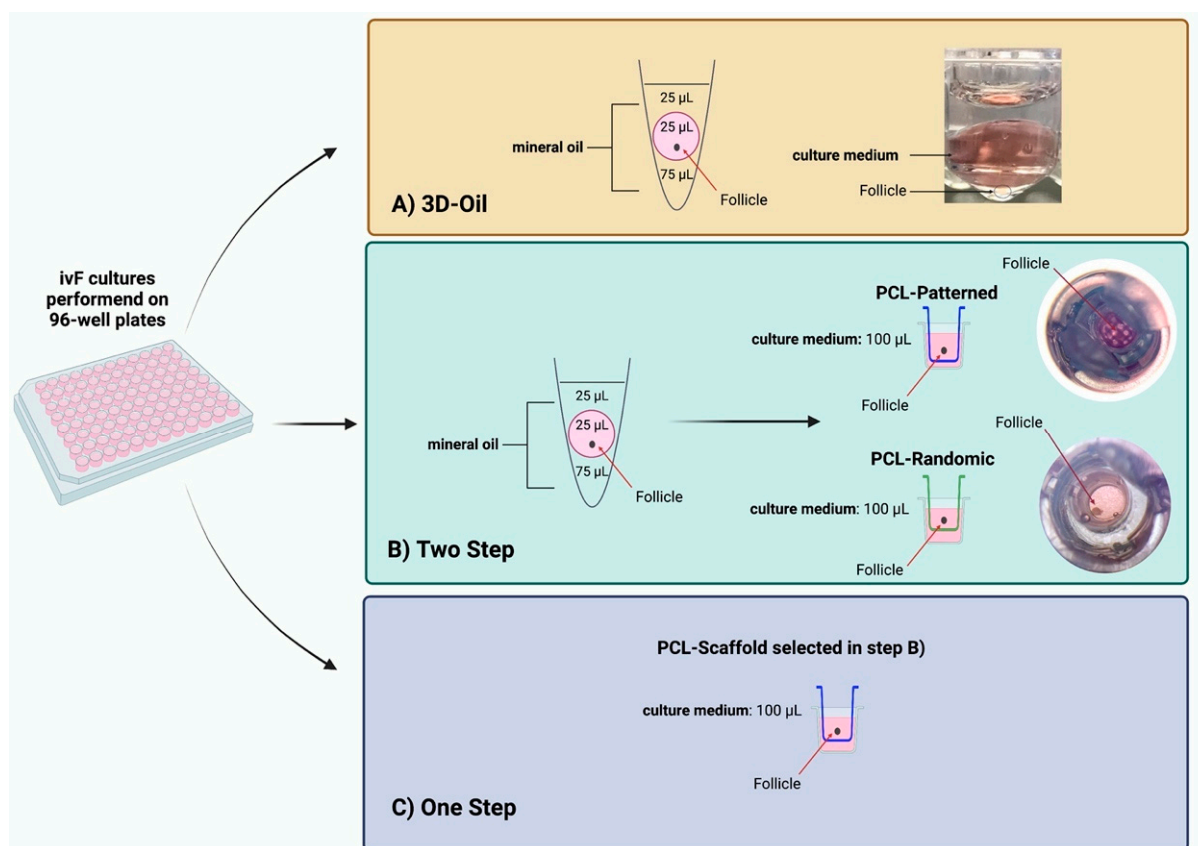 25 µL
25 µL
mineral oil
75 µL
Follicle
culture medium
Follicle
A) 3D-Oil
ivF cultures
performend on
96-well plates
Follicle
PCL-Patterned
culture medium: 100 µL
Follicle
25 µL
25 µL
mineral oil
75 µL
Follicle
Follicle
PCL-Randomic
culture medium: 100 µL
Follicle
B) Two Step
PCL-Scaffold selected in step B)
culture medium: 100 µL
Follicle
C) One Step